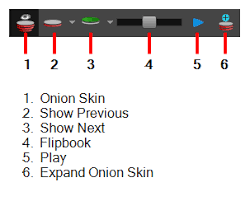 1 2 3 4 5 6
1. Onion Skin
2. Show Previous
3. Show Next
4. Flipbook
5. Play
6. Expand Onion Skin